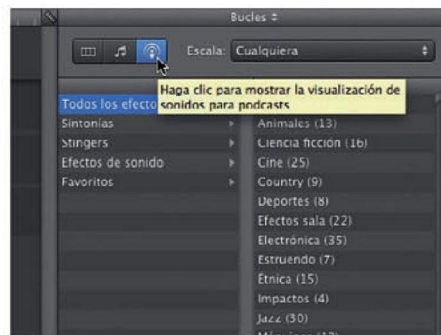 Bucles
Escala: Cualquiera
Haga clic para mostrar la visualización de
sonidos para podcasts
Todos los efecto
Sintonías
Stingers
Efectos de sonido
Favoritos
Animales (13)
Ciencia ficción (16)
Cine (25)
Country (9)
Deportes (8)
Efectos sala (22)
Electrónica (35)
Estruendo (7)
Étnica (15)
Impactos (4)
Jazz (30)